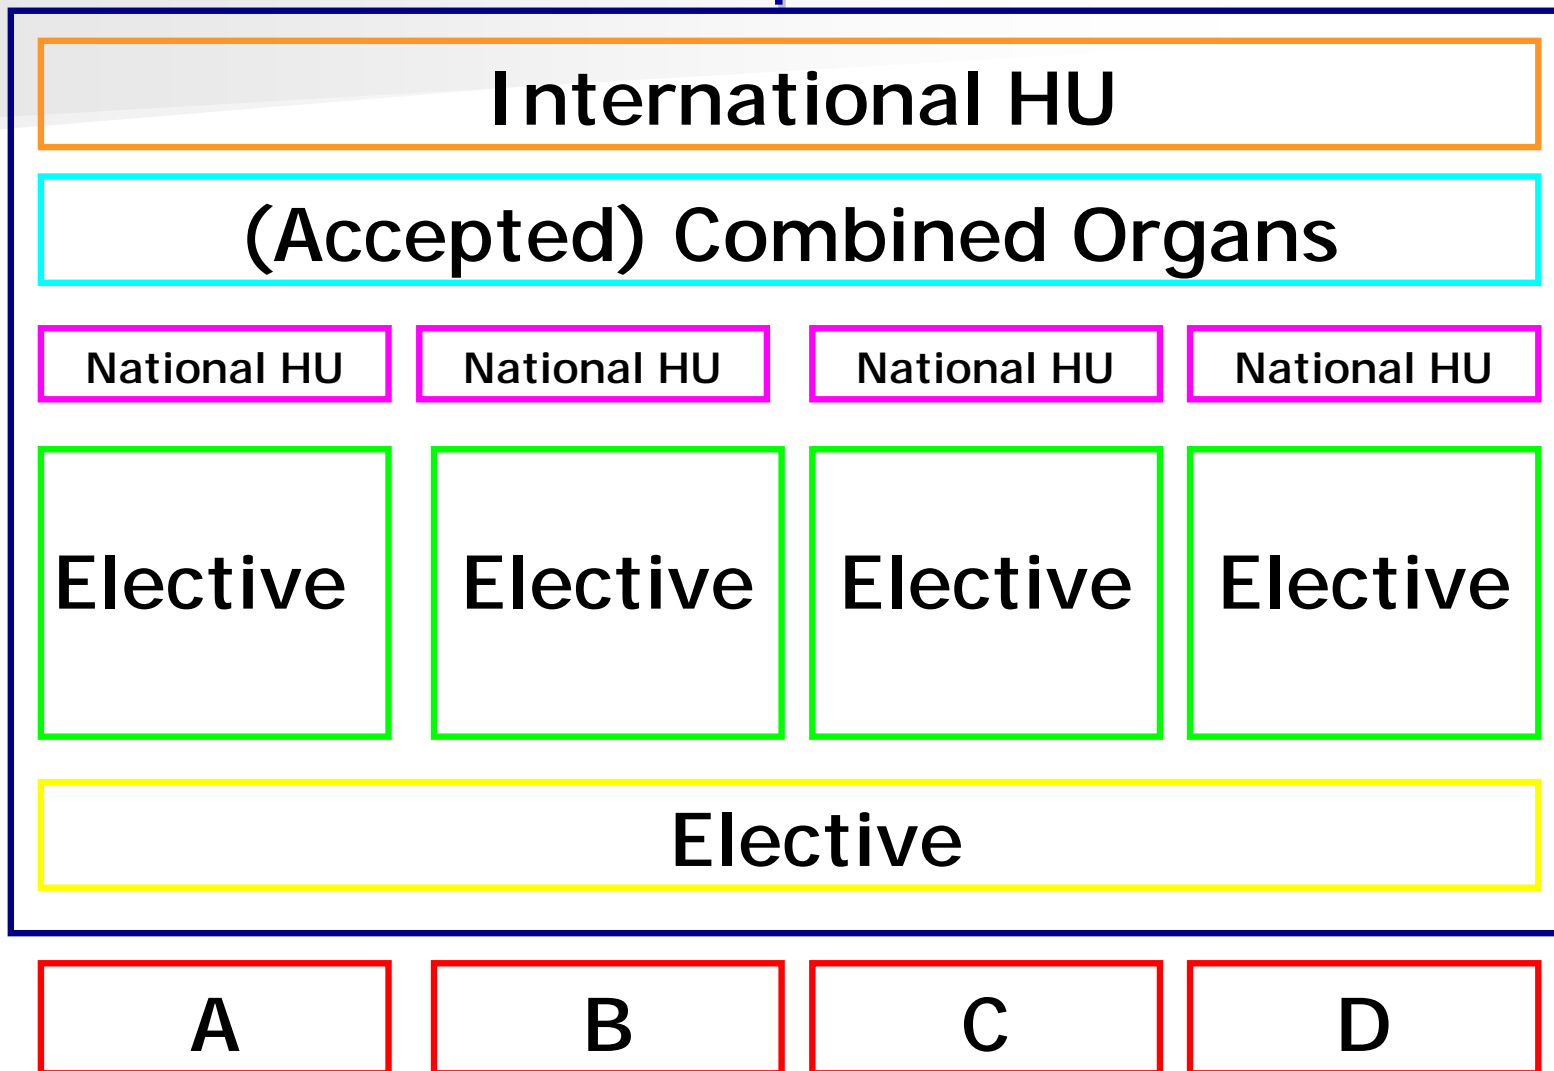 International HU
(Accepted) Combined Organs
National HU National HU National HU National HU
Elective Elective Elective Elective
Elective
A B C D